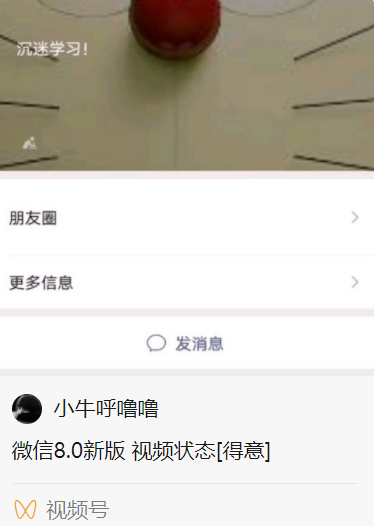 沉迷学习！
朋友圈
更多信息
发消息
小牛呼噜噜
微信8.0新版 视频状态[得意]
视频号